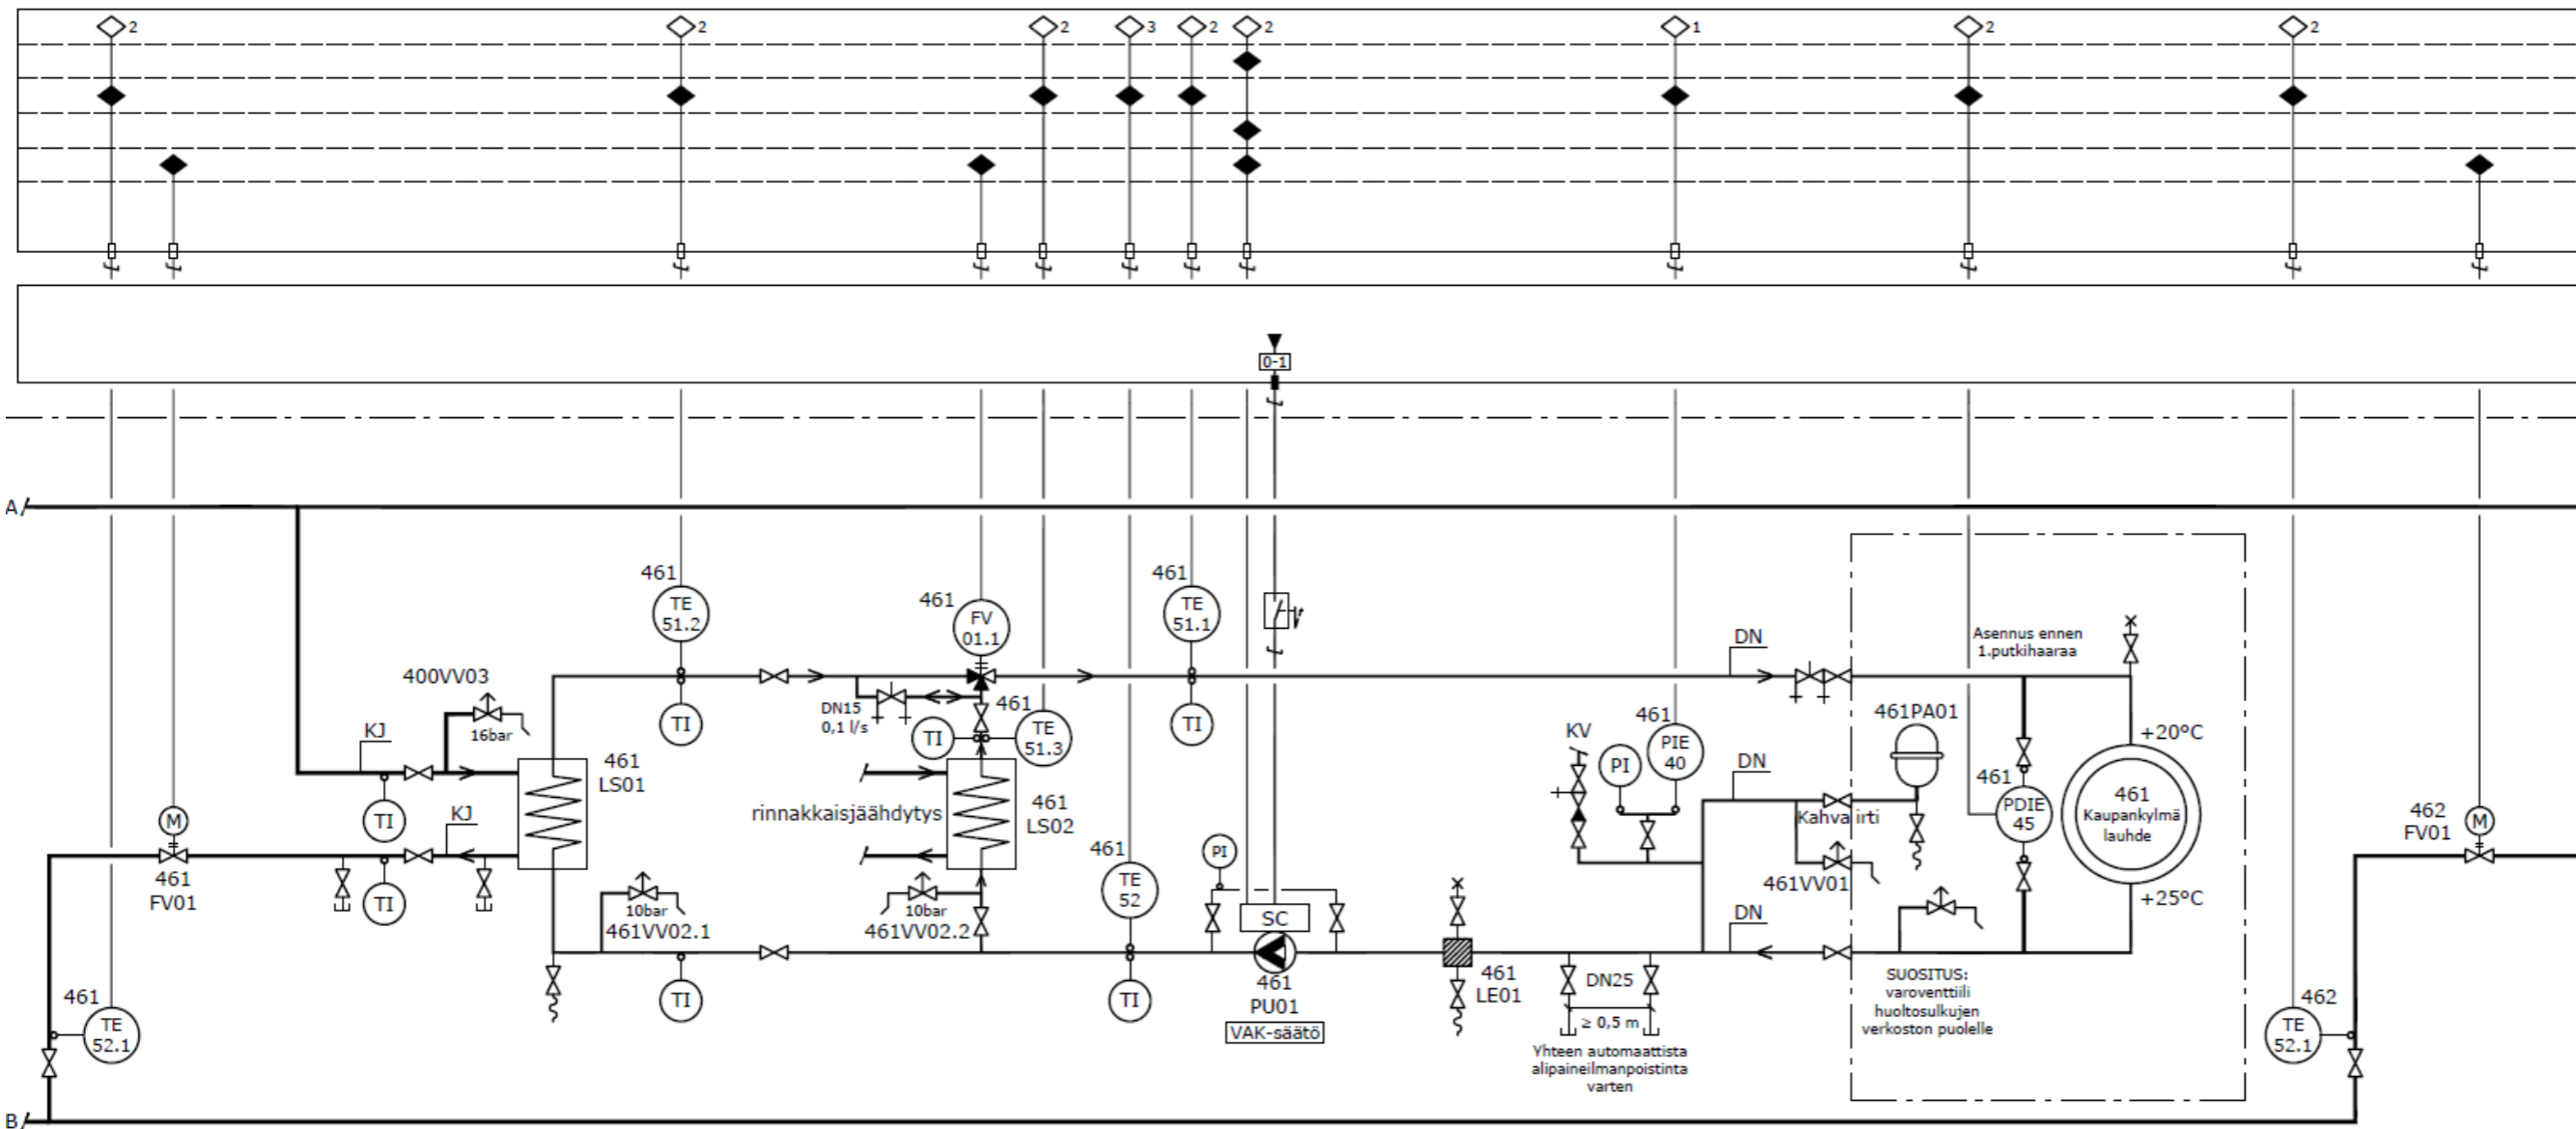 2
2
2
3
2
2
1
2
2
0-1
A
461
TE
51.2
461
FV
01.1
461
TE
51.1
DN
Asennus ennen
1.putkihaaraa
400VV03
16bar
KJ
DN15
0,1 l/s
TI
TI
461
TE
51.3
TI
KV
PI
461
PIE
40
461PA01
+20°C
461
LS01
DN
461
PDIE
45
461
Kaupankylmä
lauhde
M
461
FV01
TI
KJ
TI
rinnakkaisjäähdytys
461
LS02
Kahva irti
461VV01
462
FV01
M
+25°C
10bar
461VV02.1
10bar
461VV02.2
461
TE
52
PI
SC
DN
461
TE
52.1
TI
TI
461
PU01
VAK-säätö
461
LE01
DN25
≥ 0,5 m
Yhteen automaattista
alipaineilmanpoistinta
varten
SUOSITUS:
varoventtiili
huoltosulkujen
verkoston puolelle
462
TE
52.1
B